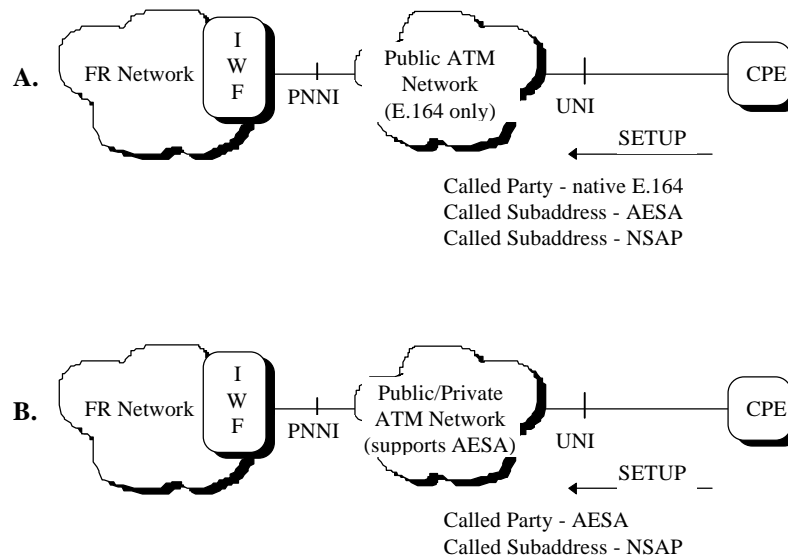 A.
FR Network
I
W
F
PNNI
Public ATM
Network
(E.164 only)
UNI
CPE
SETUP
Called Party - native E.164
Called Subaddress - AESA
Called Subaddress - NSAP
B.
FR Network
I
W
F
PNNI
Public/Private
ATM Network
(supports AESA)
UNI
CPE
SETUP
Called Party - AESA
Called Subaddress - NSAP